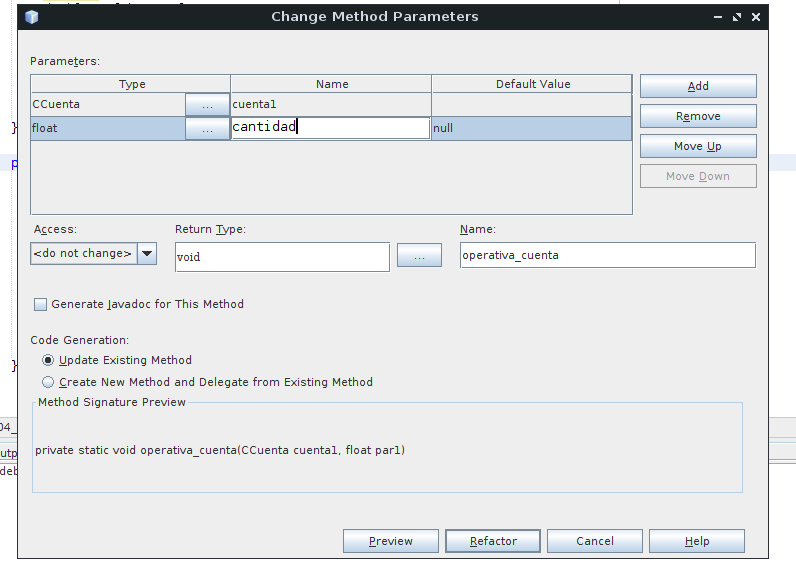 Change Method Parameters
Parameters:
Type Name Default Value
CCuenta ... cuenta1
float ... cantidad null
Add
Remove
Move Up
Move Down
}
p
Access: Return Type: Name:
<do not change> void ... operativa_cuenta
Generate Javadoc for This Method
Code Generation:
Update Existing Method
}
Create New Method and Delegate from Existing Method
Method Signature Preview
04_
private static void operativa_cuenta(CCuenta cuenta1, float par1)
utp
deb
Preview Refactor Cancel Help